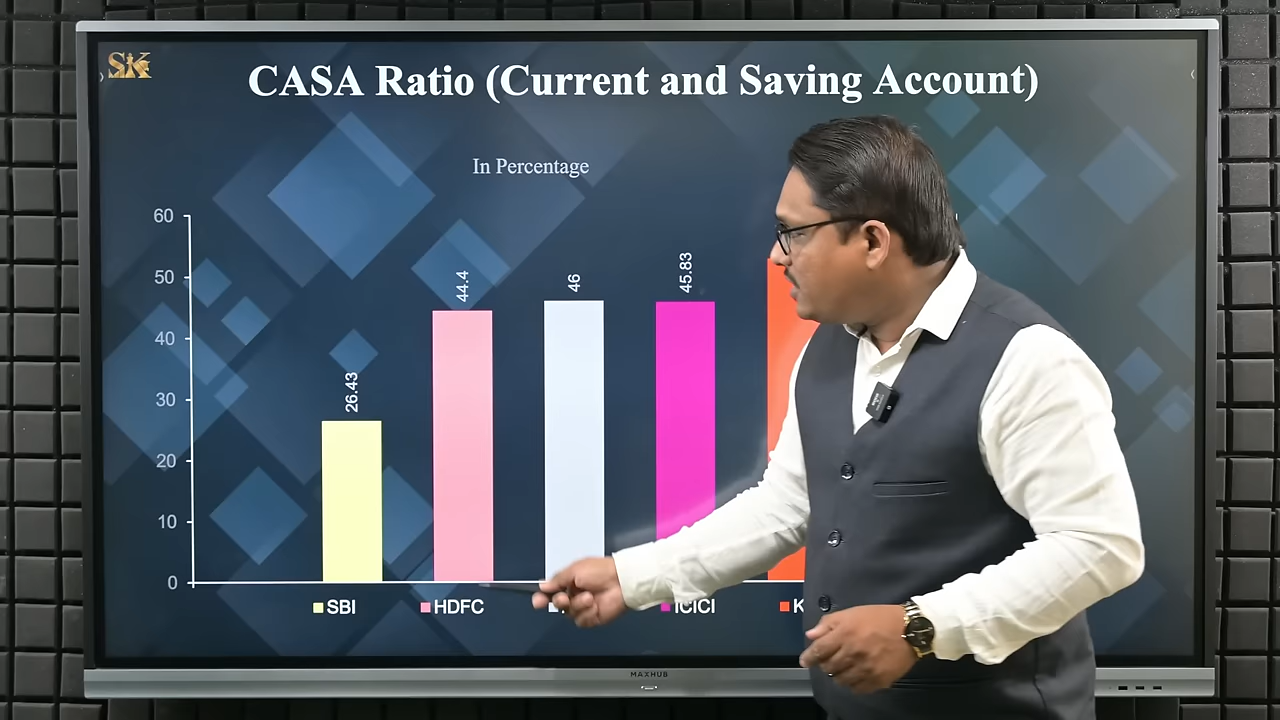 SK
CASA Ratio (Current and Saving Account)
In Percentage
60
50
40
30
20
10
0
26.43
44.4
46
45.83
SBI
HDFC
ICICI
K
MAXHUB